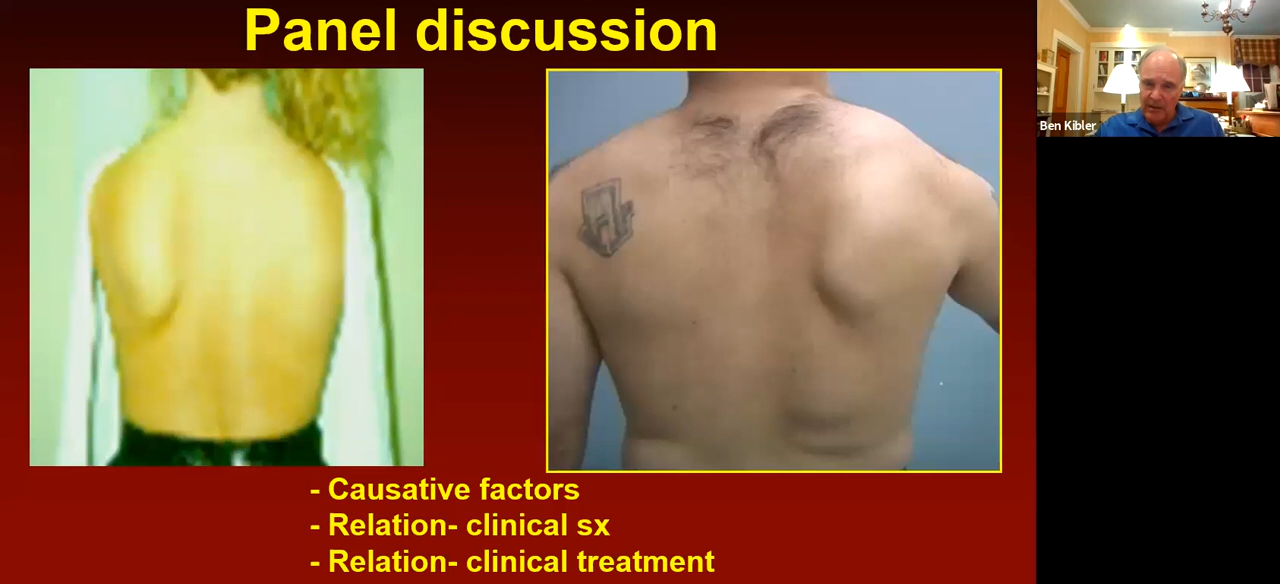 Panel discussion
Ben Kibler
- Causative factors
- Relation- clinical sx
- Relation- clinical treatment